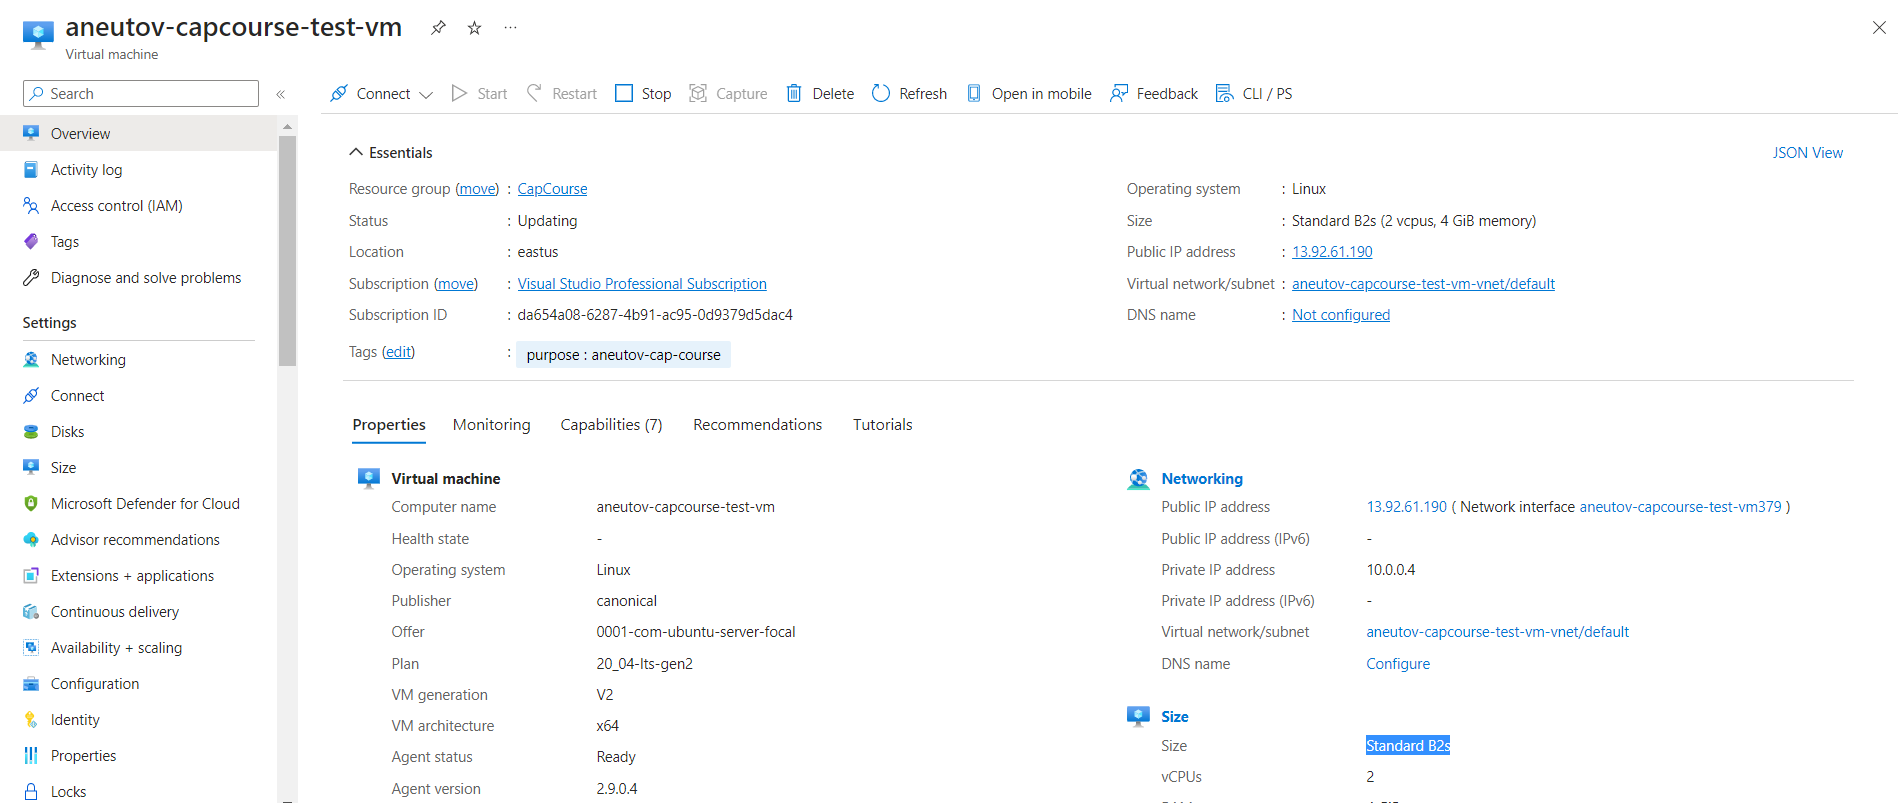 aneutov-capcourse-test-vm
Virtual machine
Search
Connect Start Restart Stop Capture Delete Refresh Open in mobile Feedback CLI / PS
Overview
Activity log
Access control (IAM)
Tags
Diagnose and solve problems
Settings
Networking
Connect
Disks
Size
Microsoft Defender for Cloud
Advisor recommendations
Extensions + applications
Continuous delivery
Availability + scaling
Configuration
Identity
Properties
Locks
Essentials
JSON View
Resource group (move) : CapCourse
Status : Updating
Location : eastus
Subscription (move) : Visual Studio Professional Subscription
Subscription ID : da654a08-6287-4b91-ac95-0d9379d5dac4
Tags (edit) : purpose : aneutov-cap-course
Operating system : Linux
Size : Standard B2s (2 vcpus, 4 GiB memory)
Public IP address : 13.92.61.190
Virtual network/subnet : aneutov-capcourse-test-vm-vnet/default
DNS name : Not configured
Properties Monitoring Capabilities (7) Recommendations Tutorials
Virtual machine
Computer name aneutov-capcourse-test-vm
Health state -
Operating system Linux
Publisher canonical
Offer 0001-com-ubuntu-server-focal
Plan 20_04-lts-gen2
VM generation V2
VM architecture x64
Agent status Ready
Agent version 2.9.0.4
Networking
Public IP address 13.92.61.190 ( Network interface aneutov-capcourse-test-vm379 )
Public IP address (IPv6) -
Private IP address 10.0.0.4
Private IP address (IPv6) -
Virtual network/subnet aneutov-capcourse-test-vm-vnet/default
DNS name Configure
Size
Size Standard B2s
vCPUs 2